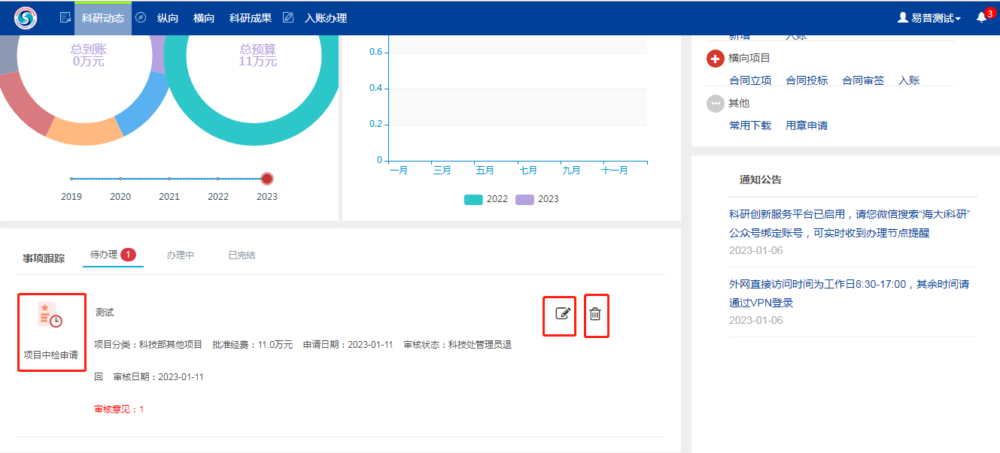 科研动态
纵向
横向
科研成果
入账办理
易普测试
3
总到账
0万元
总预算
11万元
2019
2020
2021
2022
2023
0.6
0.4
0.2
0
一月
三月
五月
七月
九月
十一月
2022
2023
新增
入账
横向项目
合同立项 合同投标 合同审签 入账
其他
常用下载 用章申请
通知公告
科研创新服务平台已启用，请您微信搜索“海大i科研”
公众号绑定账号，可实时收到办理节点提醒
2023-01-06
外网直接访问时间为工作日8:30-17:00，其余时间请
通过VPN登录
2023-01-06
事项跟踪
待办理 1
办理中
已完结
项目中检申请
测试
项目分类：科技部其他项目 批准经费：11.0万元 申请日期：2023-01-11 审核状态：科技处管理员退
回 审核日期：2023-01-11
审核意见：1